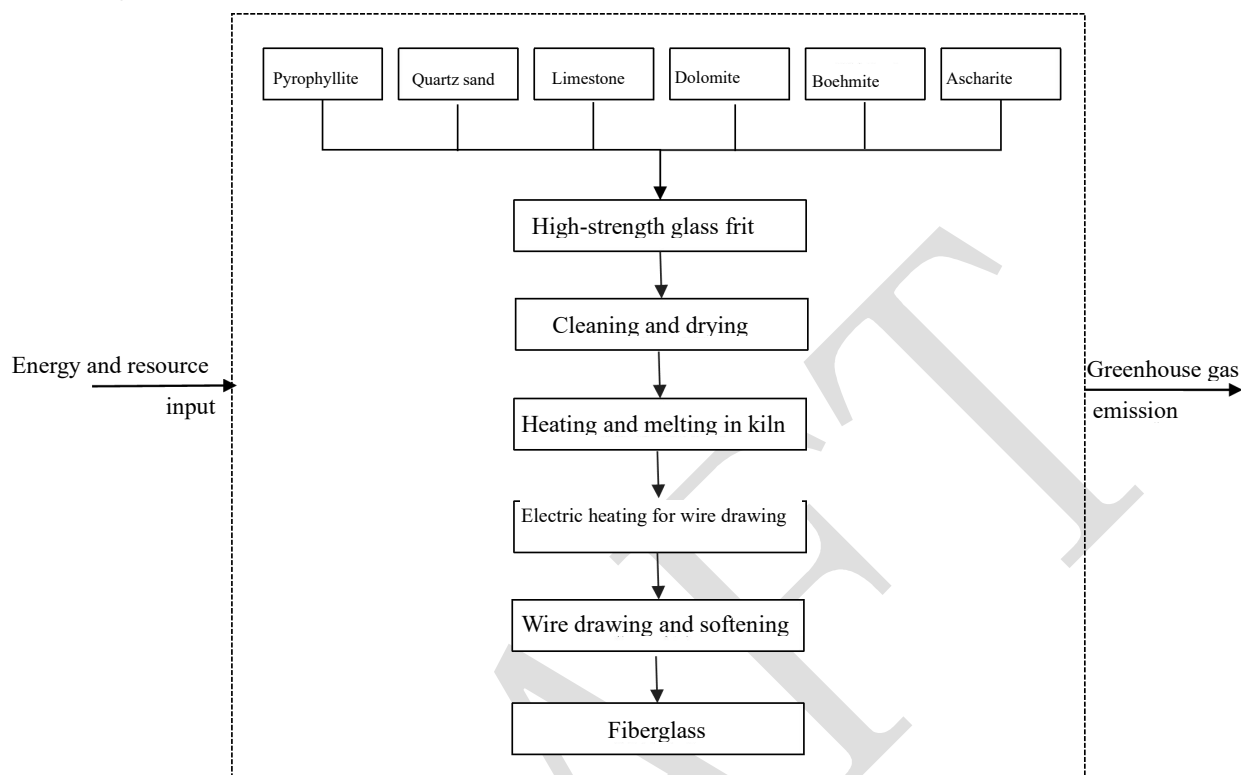 Pyrophyllite Quartz sand Limestone Dolomite Boehmite Ascharite
High-strength glass frit
Cleaning and drying
Energy and resource
input
Greenhouse gas
emission
Heating and melting in kiln
Electric heating for wire drawing
Wire drawing and softening
Fiberglass